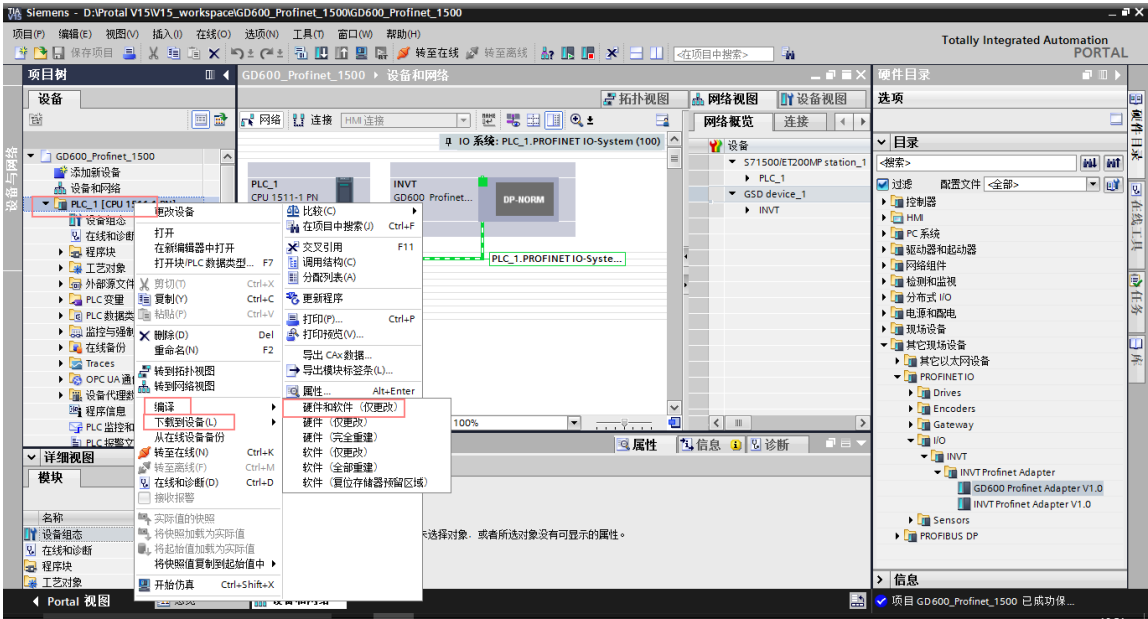 Siemens - D:\Protal V15\V15_workspace\GD600_Profinet_1500\GD600_Profinet_1500
项目(P) 编辑(E) 视图(V) 插入(I) 在线(O) 选项(N) 工具(T) 窗口(W) 帮助(H)
Totally Integrated Automation
PORTAL
保存项目 转至在线 转至离线 <在项目中搜索>
项目树
GD600_Profinet_1500 ▸ 设备和网络
硬件目录
设备
拓扑视图 网络视图 设备视图
选项
网络 连接 HMI 连接
网络概览 连接
IO 系统: PLC_1.PROFINET IO-System (100)
设备
S71500/ET200MP station_1
PLC_1
GSD device_1
INVT
GD600_Profinet_1500
添加新设备
设备和网络
PLC_1 [CPU 1511-1 PN]
设备组态
在线和诊断
程序块
工艺对象
外部源文件
PLC 变量
PLC 数据类
监控与强制
在线备份
Traces
OPC UA 通信
设备代理数
程序信息
PLC 监控和
PLC 报警文
PLC_1
CPU 1511-1 PN
INVT
GD600 Profinet...
DP-NORM
PLC_1.PROFINET IO-Syste...
更改设备
打开
在新编辑器中打开
打开块/PLC 数据类型... F7
剪切(T) Ctrl+X
复制(Y) Ctrl+C
粘贴(P) Ctrl+V
删除(D) Del
重命名(N) F2
转到拓扑视图
转到网络视图
编译
下载到设备(L)
从在线设备备份
转至在线(N) Ctrl+K
转至离线(F) Ctrl+M
在线和诊断(D) Ctrl+D
接收报警
实际值的快照
将快照加载为实际值
将起始值加载为实际值
将快照值复制到起始值中
开始仿真 Ctrl+Shift+X
比较(C)
在项目中搜索(J) Ctrl+F
交叉引用 F11
调用结构(C)
分配列表(A)
更新程序
打印(P)... Ctrl+P
打印预览(V)...
导出 CAx 数据...
导出模块标签条(L)...
属性... Alt+Enter
硬件和软件（仅更改）
硬件（仅更改）
硬件（完全重建）
软件（仅更改）
软件（全部重建）
软件（复位存储器预留区域）
100%
属性 信息 诊断
选择对象，或者所选对象没有可显示的属性。
详细视图
模块
名称
设备组态
在线和诊断
程序块
工艺对象
目录
<搜索>
过滤 配置文件 <全部>
控制器
HMI
PC 系统
驱动器和起动器
网络组件
检测和监视
分布式 I/O
电源和配电
现场设备
其它现场设备
其它以太网设备
PROFINET IO
Drives
Encoders
Gateway
I/O
INVT
INVT Profinet Adapter
GD600 Profinet Adapter V1.0
INVT Profinet Adapter V1.0
Sensors
PROFIBUS DP
信息
硬件目录
在线工具
任务
库
设备与网络
Portal 视图
总览
设备和网络
项目 GD600_Profinet_1500 已成功保...